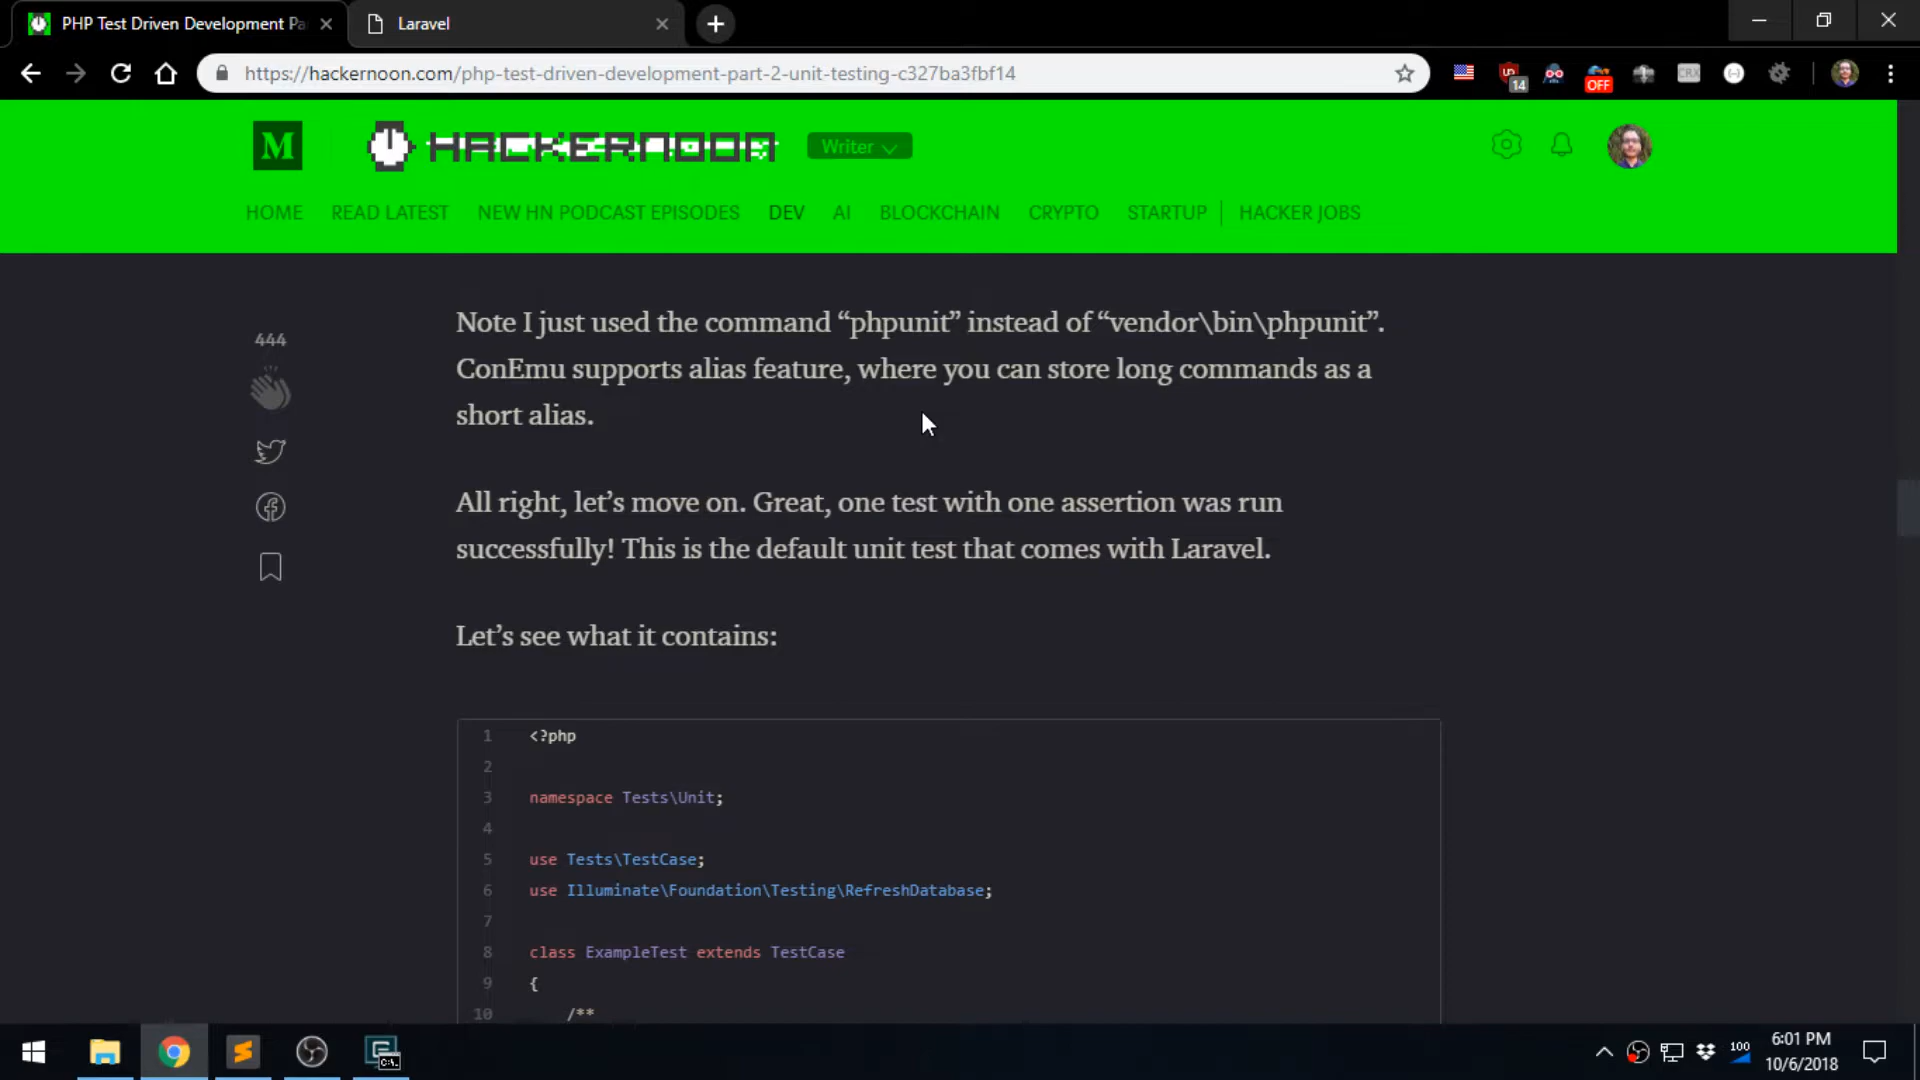 PHP Test Driven Development Pa
Laravel
https://hackernoon.com/php-test-driven-development-part-2-unit-testing-c327ba3fbf14
14
OFF
CRX
M
HACKERNOON
Writer
HOME READ LATEST NEW HN PODCAST EPISODES DEV AI BLOCKCHAIN CRYPTO STARTUP HACKER JOBS
444
Note I just used the command “phpunit” instead of “vendor\bin\phpunit”.
ConEmu supports alias feature, where you can store long commands as a
short alias.
All right, let’s move on. Great, one test with one assertion was run
successfully! This is the default unit test that comes with Laravel.
Let’s see what it contains:
1 <?php
2
3 namespace Tests\Unit;
4
5 use Tests\TestCase;
6 use Illuminate\Foundation\Testing\RefreshDatabase;
7
8 class ExampleTest extends TestCase
9 {
10 /**
C:\.
100
6:01 PM
10/6/2018